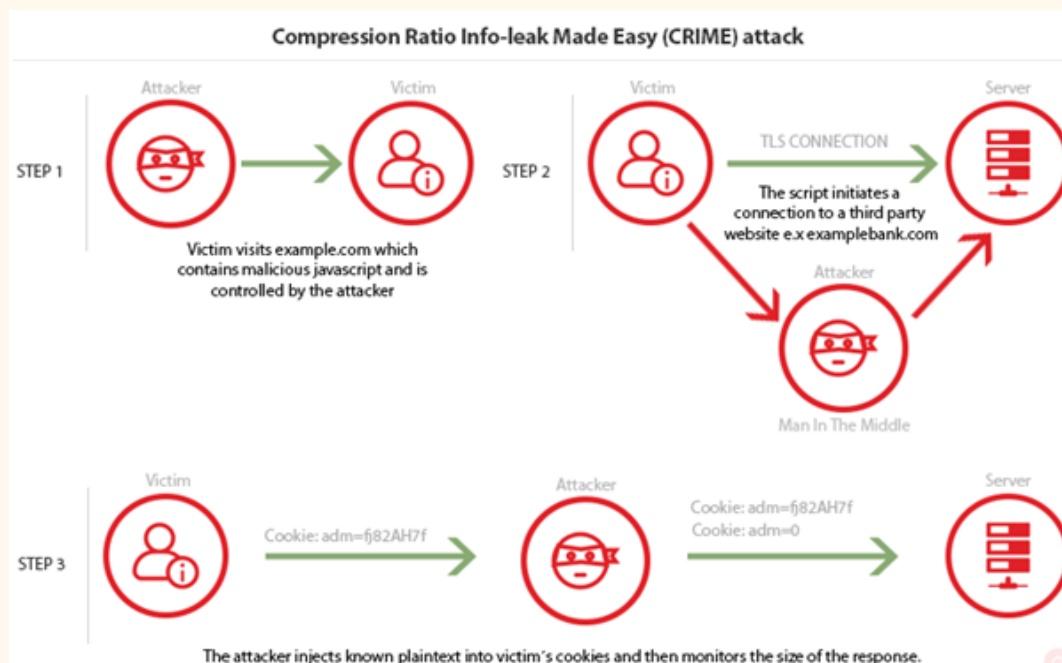 Compression Ratio Info-leak Made Easy (CRIME) attack
Attacker
Victim
STEP 1
Victim visits example.com which
contains malicious javascript and is
controlled by the attacker
Victim
Server
STEP 2
TLS CONNECTION
The script initiates a
connection to a third party
website e.x examplebank.com
Attacker
Man In The Middle
Victim
Attacker
Server
STEP 3
Cookie: adm=fj82AH7f
Cookie: adm=fj82AH7f
Cookie: adm=0
The attacker injects known plaintext into victim's cookies and then monitors the size of the response.